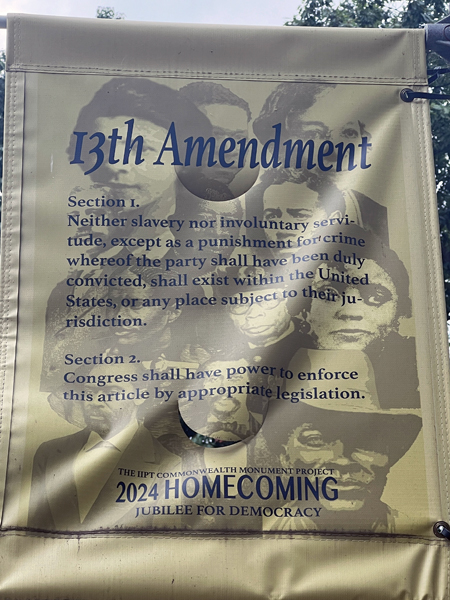 13th Amendment
Section 1.
Neither slavery nor involuntary servi-
tude, except as a punishment for crime
whereof the party shall have been duly
convicted, shall exist within the United
States, or any place subject to their ju-
risdiction.
Section 2.
Congress shall have power to enforce
this article by appropriate legislation.
THE IIPT COMMONWEALTH MONUMENT PROJECT
2024 HOMECOMING
JUBILEE FOR DEMOCRACY